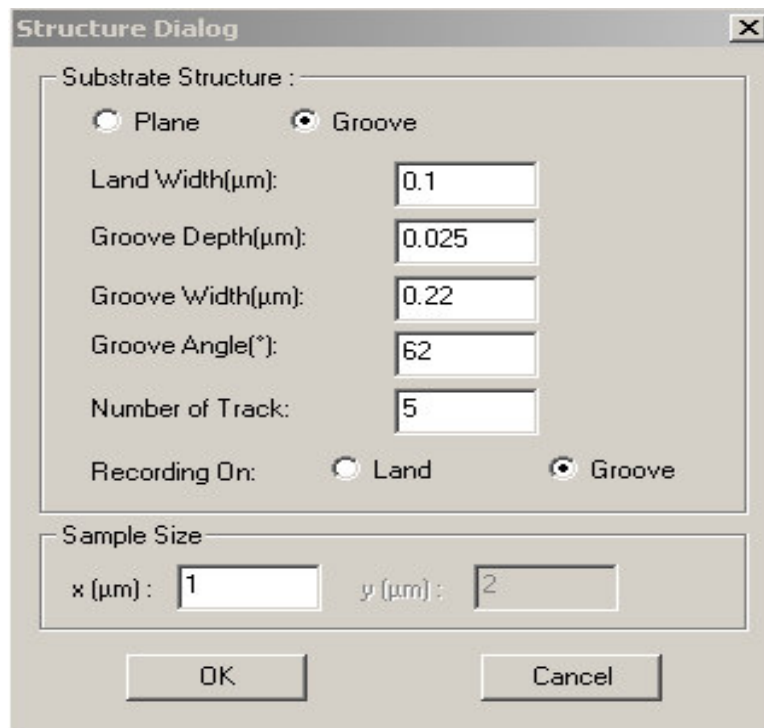 Structure Dialog
Substrate Structure :
Plane Groove
Land Width(μm): 0.1
Groove Depth(μm): 0.025
Groove Width(μm): 0.22
Groove Angle(°): 62
Number of Track: 5
Recording On: Land Groove
Sample Size
x (μm) : 1 y (μm) : 2
OK Cancel